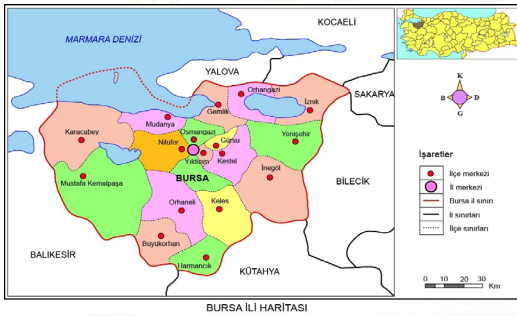 KOCAELİ
MARMARA DENİZİ
YALOVA
SAKARYA
Orhangazi
Gemlik
İznik
Mudanya
Karacabey
Osmangazi
Nilüfer
Gürsu
Yıldırım
Kestel
Yenişehir
BURSA
Mustafa Kemalpaşa
İnegöl
BİLECİK
Orhaneli
Keles
Büyükorhan
BALIKESİR
Harmancık
KÜTAHYA
K
B
D
G
İşaretler
İlçe merkezi
İl merkezi
Bursa il sınırı
İl sınırları
İlçe sınırları
0 10 20 30
Km
BURSA İLİ HARİTASI